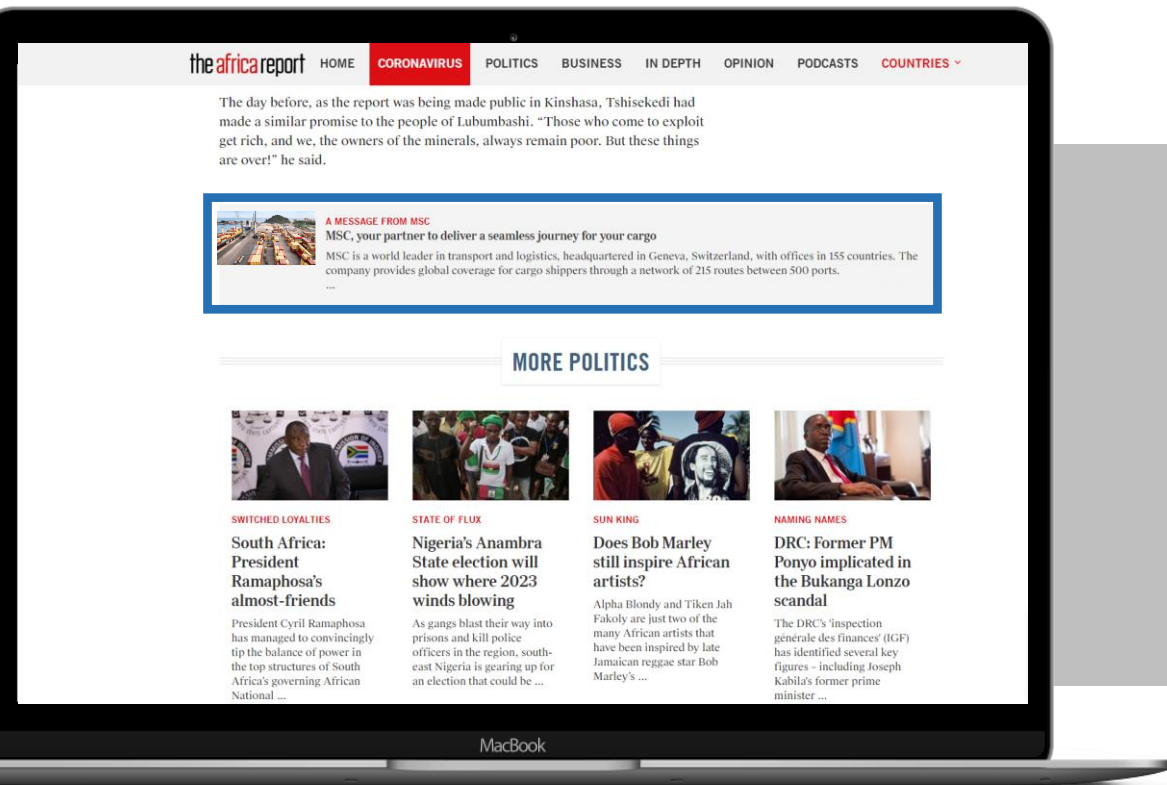 the africa report HOME CORONAVIRUS POLITICS BUSINESS IN DEPTH OPINION PODCASTS COUNTRIES
The day before, as the report was being made public in Kinshasa, Tshisekedi had
made a similar promise to the people of Lubumbashi. “Those who come to exploit
get rich, and we, the owners of the minerals, always remain poor. But these things
are over!” he said.
A MESSAGE FROM MSC
MSC, your partner to deliver a seamless journey for your cargo
MSC is a world leader in transport and logistics, headquartered in Geneva, Switzerland, with offices in 155 countries. The
company provides global coverage for cargo shippers through a network of 215 routes between 500 ports.
...
MORE POLITICS
SWITCHED LOYALTIES
South Africa:
President
Ramaphosa's
almost-friends
President Cyril Ramaphosa
has managed to convincingly
tip the balance of power in
the top structures of South
Africa's governing African
National ...
STATE OF FLUX
Nigeria's Anambra
State election will
show where 2023
winds blowing
As gangs blast their way into
prisons and kill police
officers in the region, south-
east Nigeria is gearing up for
an election that could be ...
SUN KING
Does Bob Marley
still inspire African
artists?
Alpha Blondy and Tiken Jah
Fakoly are just two of the
many African artists that
have been inspired by late
Jamaican reggae star Bob
Marley's ...
NAMING NAMES
DRC: Former PM
Ponyo implicated in
the Bukanga Lonzo
scandal
The DRC's 'inspection
générale des finances' (IGF)
has identified several key
figures – including Joseph
Kabila's former prime
minister ...
MacBook